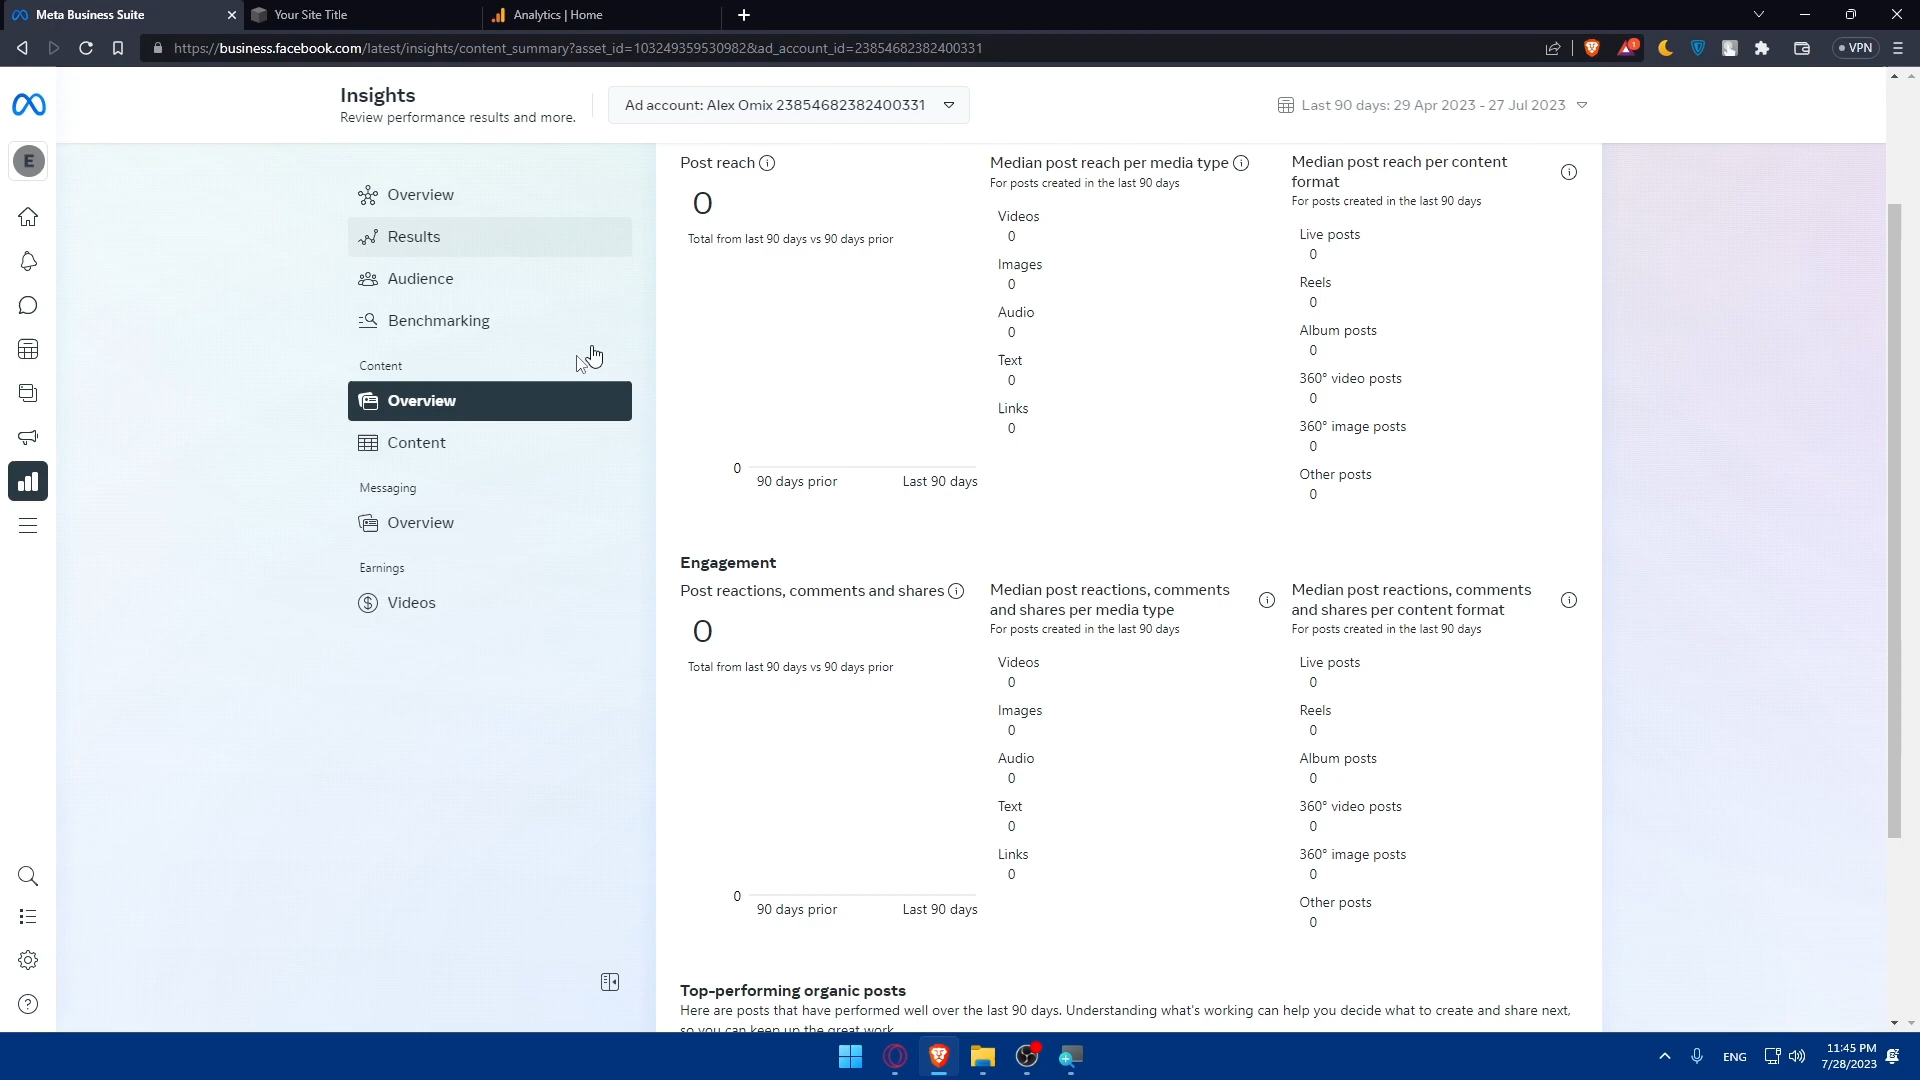 Meta Business Suite
Your Site Title
Analytics | Home
https://business.facebook.com/latest/insights/content_summary?asset_id=103249359530982&ad_account_id=23854682382400331
VPN
Insights
Review performance results and more.
Ad account: Alex Omix 23854682382400331
Last 90 days: 29 Apr 2023 - 27 Jul 2023
E
Overview
Results
Audience
Benchmarking
Content
Overview
Content
Messaging
Overview
Earnings
Videos
Post reach
0
Total from last 90 days vs 90 days prior
0
90 days prior
Last 90 days
Median post reach per media type
For posts created in the last 90 days
Videos
0
Images
0
Audio
0
Text
0
Links
0
Median post reach per content
format
For posts created in the last 90 days
Live posts
0
Reels
0
Album posts
0
360° video posts
0
360° image posts
0
Other posts
0
Engagement
Post reactions, comments and shares
0
Total from last 90 days vs 90 days prior
0
90 days prior
Last 90 days
Median post reactions, comments
and shares per media type
For posts created in the last 90 days
Videos
0
Images
0
Audio
0
Text
0
Links
0
Median post reactions, comments
and shares per content format
For posts created in the last 90 days
Live posts
0
Reels
0
Album posts
0
360° video posts
0
360° image posts
0
Other posts
0
Top-performing organic posts
Here are posts that have performed well over the last 90 days. Understanding what's working can help you decide what to create and share next,
so you can keep up the great work.
ENG
11:45 PM
7/28/2023